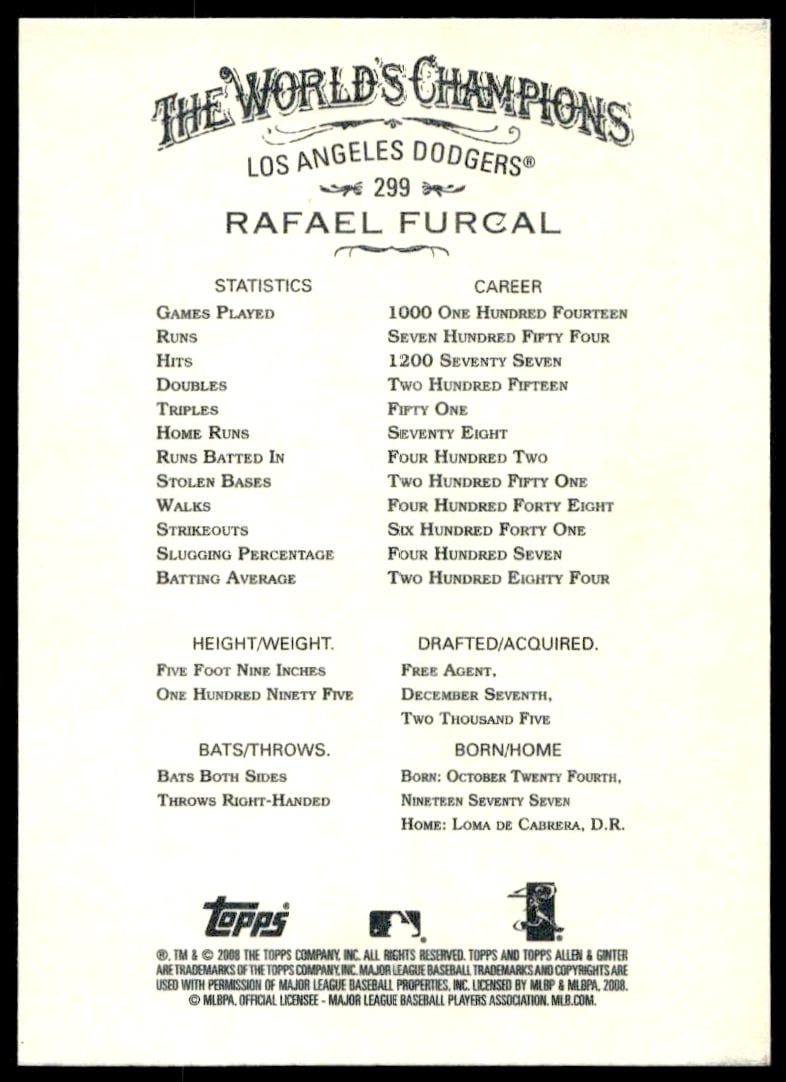 THE WORLD'S CHAMPIONS
LOS ANGELES DODGERS®
299
RAFAEL FURCAL
STATISTICS CAREER
GAMES PLAYED 1000 ONE HUNDRED FOURTEEN
RUNS SEVEN HUNDRED FIFTY FOUR
HITS 1200 SEVENTY SEVEN
DOUBLES TWO HUNDRED FIFTEEN
TRIPLES FIFTY ONE
HOME RUNS SEVENTY EIGHT
RUNS BATTED IN FOUR HUNDRED TWO
STOLEN BASES TWO HUNDRED FIFTY ONE
WALKS FOUR HUNDRED FORTY EIGHT
STRIKEOUTS SIX HUNDRED FORTY ONE
SLUGGING PERCENTAGE FOUR HUNDRED SEVEN
BATTING AVERAGE TWO HUNDRED EIGHTY FOUR
HEIGHT/WEIGHT.
FIVE FOOT NINE INCHES
ONE HUNDRED NINETY FIVE
DRAFTED/ACQUIRED.
FREE AGENT,
DECEMBER SEVENTH,
TWO THOUSAND FIVE
BATS/THROWS.
BATS BOTH SIDES
THROWS RIGHT-HANDED
BORN/HOME
BORN: OCTOBER TWENTY FOURTH,
NINETEEN SEVENTY SEVEN
HOME: LOMA DE CABRERA, D.R.
topps®
®, TM & © 2008 THE TOPPS COMPANY, INC. ALL RIGHTS RESERVED. TOPPS AND TOPPS ALLEN & GINTER
ARE TRADEMARKS OF THE TOPPS COMPANY, INC. MAJOR LEAGUE BASEBALL TRADEMARKS AND COPYRIGHTS ARE
USED WITH PERMISSION OF MAJOR LEAGUE BASEBALL PROPERTIES, INC. LICENSED BY MLBP & MLBPA, 2008.
© MLBPA. OFFICIAL LICENSEE - MAJOR LEAGUE BASEBALL PLAYERS ASSOCIATION. MLB.COM.